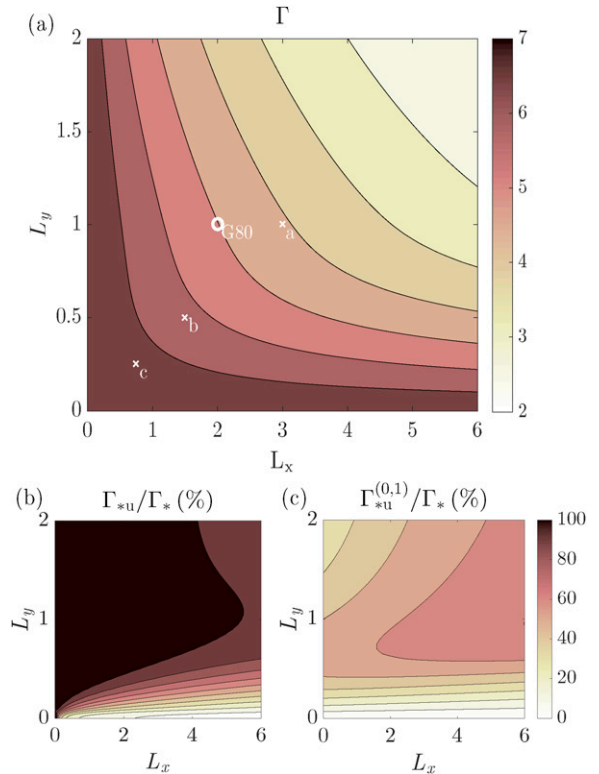 (a)
Γ
2
1.5
L_y
1
0.5
0
G80
a
b
c
0 1 2 3 4 5 6
L_x
7
6
5
4
3
2
(b) Γ_{*u}/Γ_* (%)
2
L_y
1
0
0 2 4 6
L_x
(c) Γ_{*u}^{(0,1)}/Γ_* (%)
2
L_y
1
0
0 2 4 6
L_x
100
80
60
40
20
0